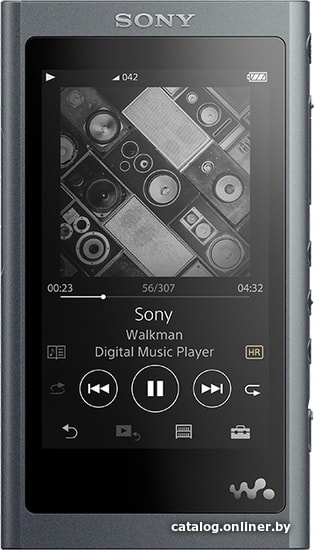 SONY
042
00:23 56/307 04:32
Sony
Walkman
Digital Music Player
HR
catalog.onliner.by